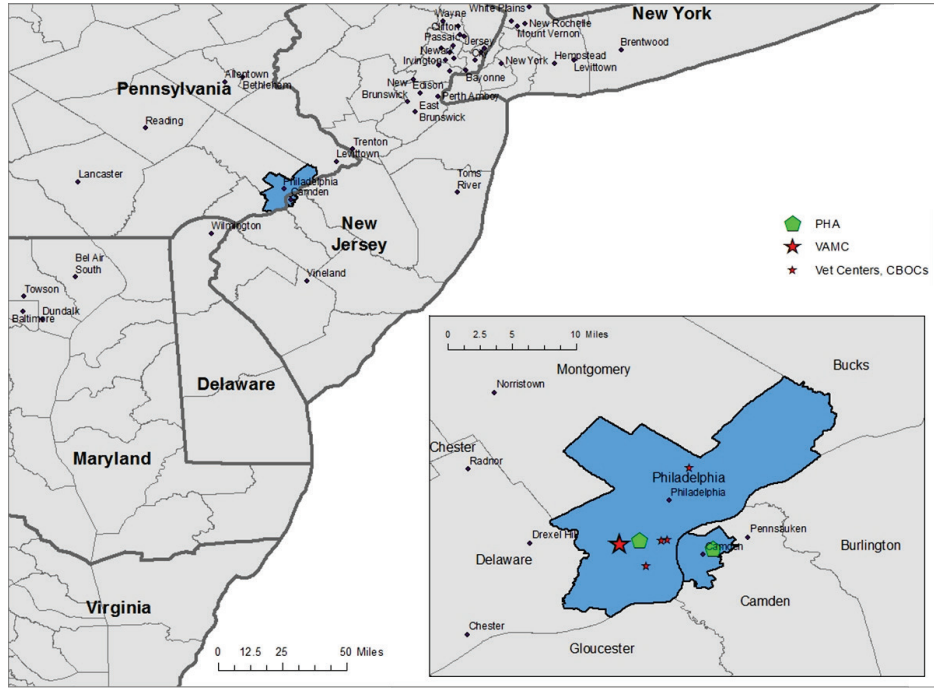 New York
White Plains
Wayne
New Rochelle
Mount Vernon
Clifton
Passaic
Jersey
Newark
Irvington
New York
Hempstead
Levittown
Brentwood
Bayonne
Allentown
Bethlehem
Pennsylvania
New
Brunswick
Edison
Perth Amboy
East
Brunswick
Reading
Trenton
Levittown
Lancaster
Philadelphia
Camden
Toms
River
New
Jersey
Wilmington
Vineland
Bel Air
South
Towson
Baltimore
Dundalk
Delaware
Maryland
Virginia
0 12.5 25 50 Miles
PHA
VAMC
Vet Centers, CBOCs
0 2.5 5 10 Miles
Montgomery
Bucks
Norristown
Chester
Radnor
Philadelphia
Philadelphia
Drexel Hill
Delaware
Pennsauken
Camden
Burlington
Camden
Chester
Gloucester